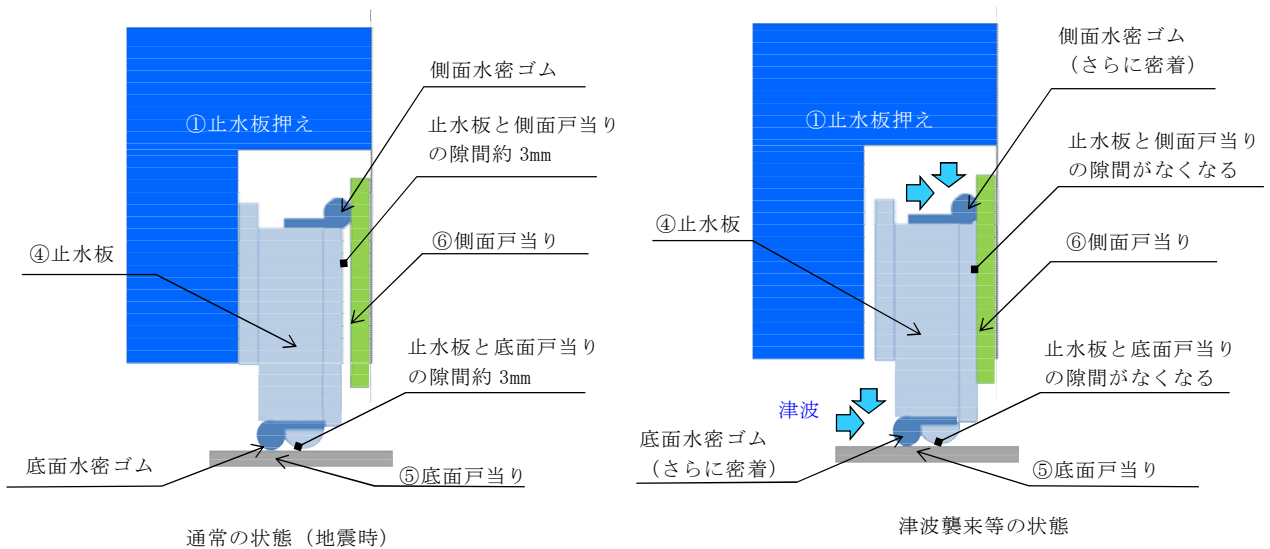 側面水密ゴム
①止水板押え
止水板と側面戸当り
の隙間約 3mm
⑥側面戸当り
④止水板
止水板と底面戸当り
の隙間約 3mm
底面水密ゴム
⑤底面戸当り
通常の状態（地震時）
側面水密ゴム
（さらに密着）
①止水板押え
止水板と側面戸当り
の隙間がなくなる
④止水板
⑥側面戸当り
止水板と底面戸当り
の隙間がなくなる
津波
底面水密ゴム
（さらに密着）
⑤底面戸当り
津波襲来等の状態